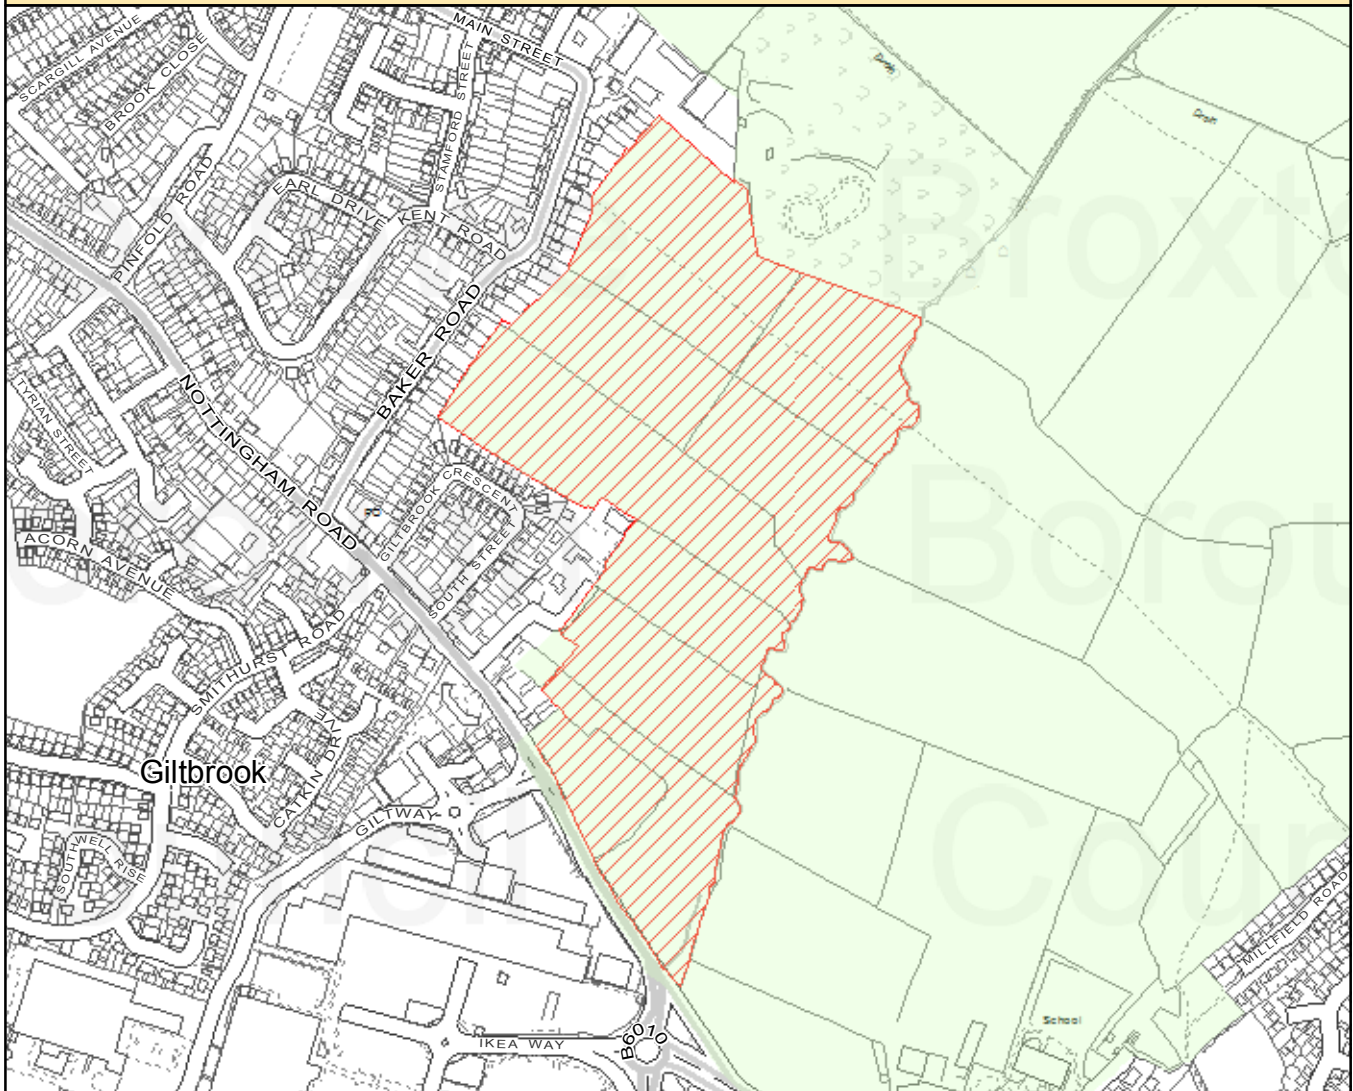 MAIN STREET
SCARGILL AVENUE
BROOK CLOSE
STAMFORD STREET
Drain
Drain
PINFOLD ROAD
EARL DRIVE
KENT ROAD
Broxto
BAKER ROAD
NOTTINGHAM ROAD
TYRIAN STREET
GILTBROOK CRESCENT
SOUTH STREET
ACORN AVENUE
Borou
SMITHURST ROAD
CATKIN DRIVE
Giltbrook
GILTWAY
SOUTHWELL RISE
Coun
MILLFIELD ROAD
School
IKEA WAY
B6010